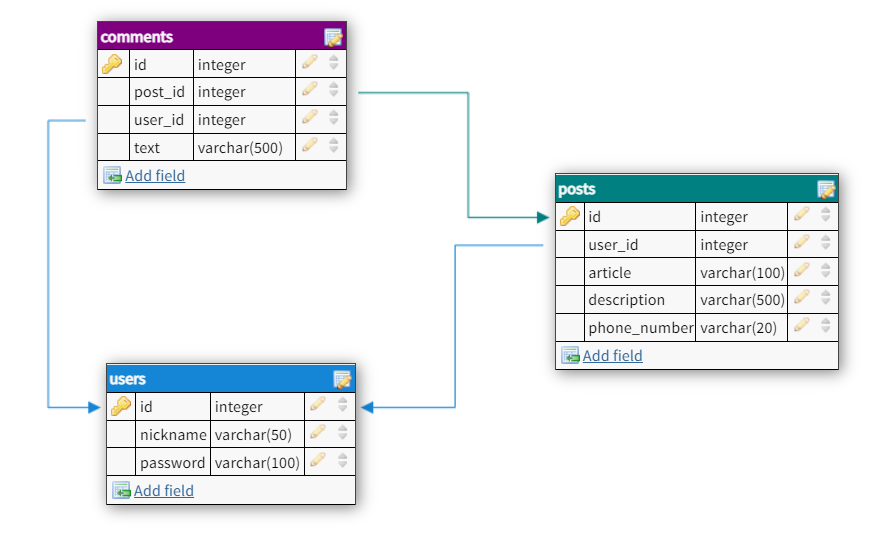 comments
id integer
post_id integer
user_id integer
text varchar(500)
Add field
posts
id integer
user_id integer
article varchar(100)
description varchar(500)
phone_number varchar(20)
Add field
users
id integer
nickname varchar(50)
password varchar(100)
Add field